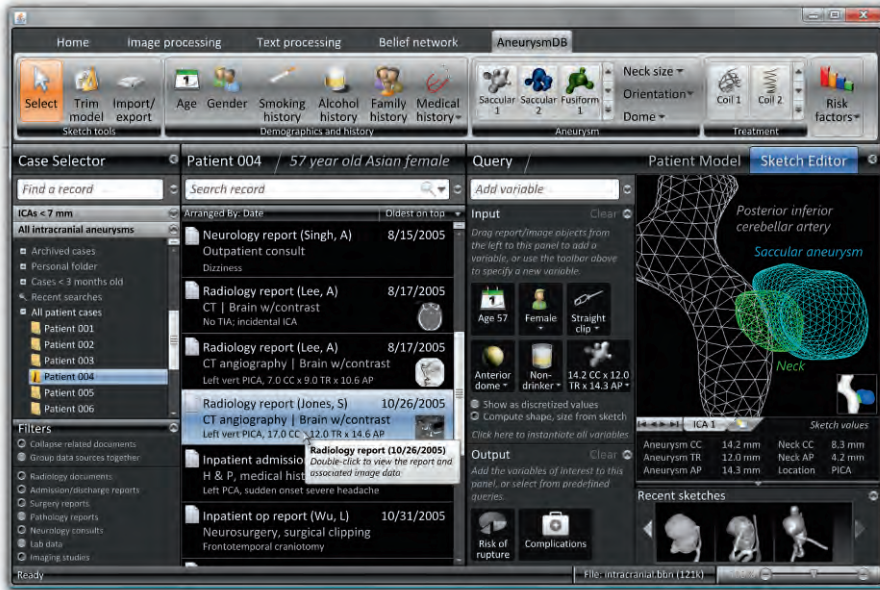 Home Image processing Text processing Belief network AneurysmDB
Select
Trim model
Import/ export
Sketch tools
Age
Gender
Smoking history
Alcohol history
Family history
Medical history
Demographics and history
Saccular 1
Saccular 2
Fusiform 1
Neck size
Orientation
Dome
Aneurysm
Coil 1
Coil 2
Treatment
Risk factors
Case Selector
Find a record
ICAs < 7 mm
All intracranial aneurysms
Archived cases
Personal folder
Cases < 3 months old
Recent searches
All patient cases
Patient 001
Patient 002
Patient 003
Patient 004
Patient 005
Patient 006
Filters
Collapse related documents
Group data sources together
Radiology documents
Admission/discharge reports
Surgery reports
Pathology reports
Neurology consults
Lab data
Imaging studies
Patient 004 / 57 year old Asian female
Search record
Arranged By: Date Oldest on top
Neurology report (Singh, A) 8/15/2005
Outpatient consult
Dizziness
Radiology report (Lee, A) 8/17/2005
CT | Brain w/contrast
No TIA; incidental ICA
Radiology report (Lee, A) 8/17/2005
CT angiography | Brain w/contrast
Left vert PICA, 7.0 CC x 9.0 TR x 10.6 AP
Radiology report (Jones, S) 10/26/2005
CT angiography | Brain w/contrast
Left vert PICA, 17.0 CC x 12.0 TR x 14.6 AP
Radiology report (10/26/2005)
Double-click to view the report and
associated image data
Inpatient admissio
H & P, medical hist
Left PCA, sudden onset severe headache
Inpatient op report (Wu, L) 10/31/2005
Neurosurgery, surgical clipping
Frontotemporal craniotomy
Query
Add variable
Input Clear
Drag report/image objects from
the left to this panel to add a
variable, or use the toolbar above
to specify a new variable.
Age 57
Female
Straight clip
Anterior dome
Non-drinker
14.2 CC x 12.0 TR x 14.3 AP
Show as discretized values
Compute shape, size from sketch
Click here to instantiate all variables
Output Clear
Add the variables of interest to this
panel, or select from predefined
queries.
Risk of rupture
Complications
Patient Model Sketch Editor
Posterior inferior
cerebellar artery
Saccular aneurysm
Neck
ICA 1
Sketch values
Aneurysm CC 14.2 mm Neck CC 8.3 mm
Aneurysm TR 12.0 mm Neck AP 4.2 mm
Aneurysm AP 14.3 mm Location PICA
Recent sketches
Ready
File: intracranial.bbn (121k)